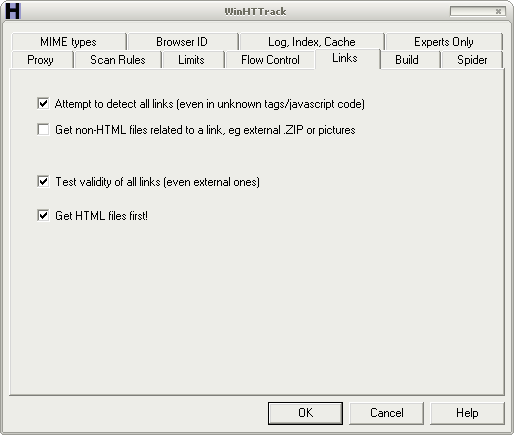 H WinHTTrack
MIME types Browser ID Log, Index, Cache Experts Only
Proxy Scan Rules Limits Flow Control Links Build Spider
Attempt to detect all links (even in unknown tags/javascript code)
Get non-HTML files related to a link, eg external .ZIP or pictures
Test validity of all links (even external ones)
Get HTML files first!
OK Cancel Help